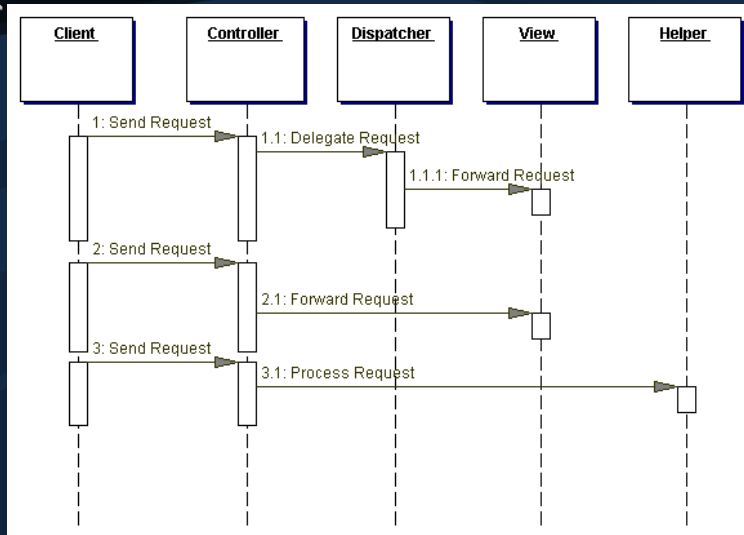 Client Controller Dispatcher View Helper
1: Send Request
1.1: Delegate Request
1.1.1: Forward Request
2: Send Request
2.1: Forward Request
3: Send Request
3.1: Process Request